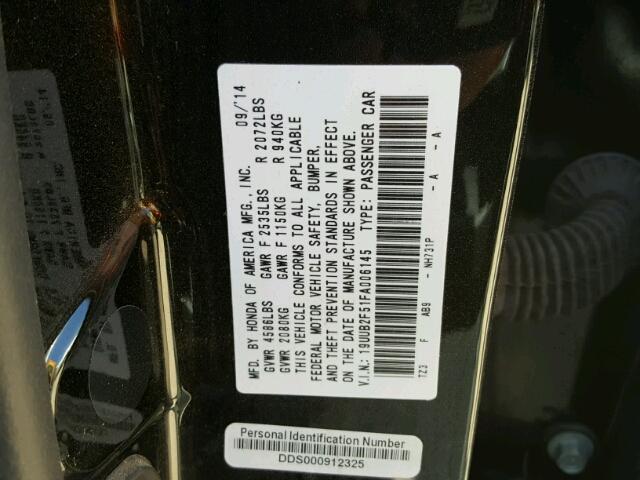 MFD. BY HONDA OF AMERICA MFG., INC. 09/'14
GVWR 4586LBS GAWR F 2535LBS R 2072LBS
GVWR 2080KG GAWR F 1150KG R 940KG
THIS VEHICLE CONFORMS TO ALL APPLICABLE
FEDERAL MOTOR VEHICLE SAFETY, BUMPER,
AND THEFT PREVENTION STANDARDS IN EFFECT
ON THE DATE OF MANUFACTURE SHOWN ABOVE.
V.I.N.: 19UUB2F51FA006145 TYPE: PASSENGER CAR
TZ3 F AB9 - NH731P - A - A
Personal Identification Number
DDS000912325